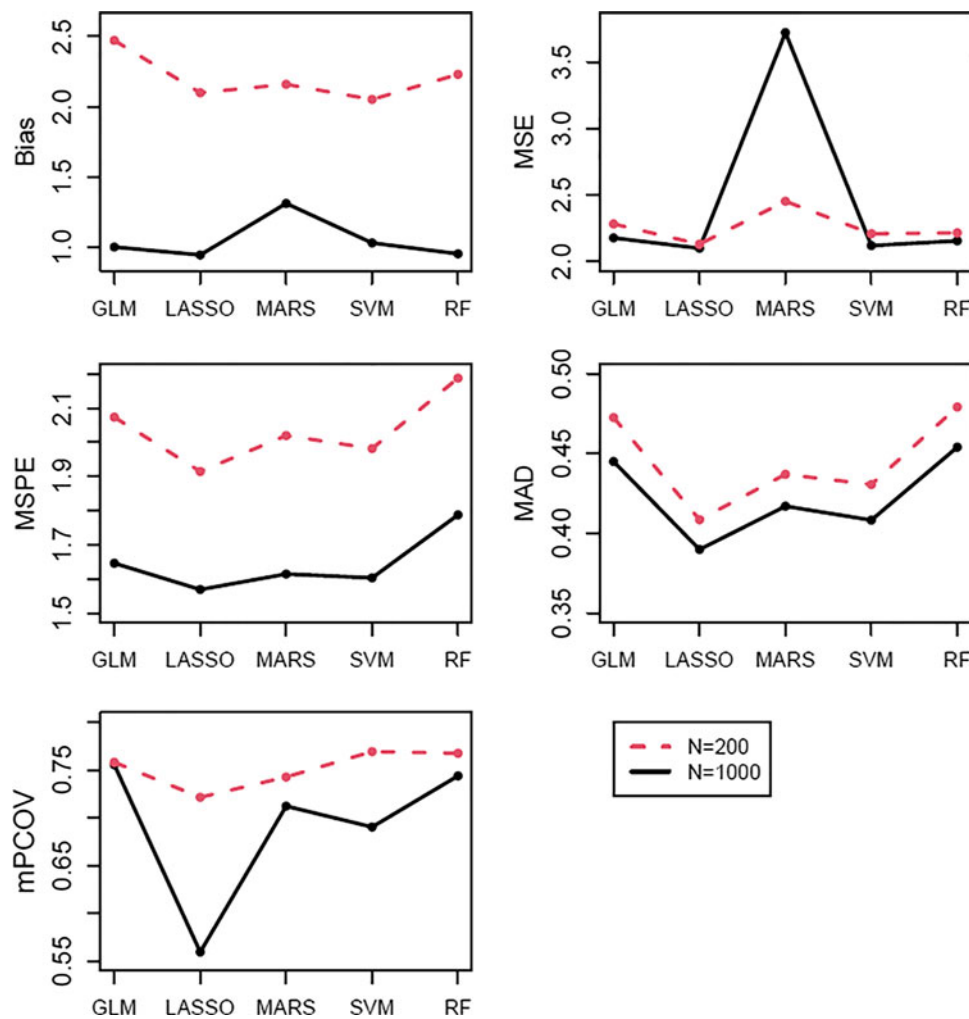 Bias
2.5
2.0
1.5
1.0
GLM LASSO MARS SVM RF
MSE
3.5
3.0
2.5
2.0
GLM LASSO MARS SVM RF
MSPE
2.1
1.9
1.7
1.5
GLM LASSO MARS SVM RF
MAD
0.50
0.45
0.40
0.35
GLM LASSO MARS SVM RF
mPCOV
0.75
0.65
0.55
GLM LASSO MARS SVM RF
N=200
N=1000